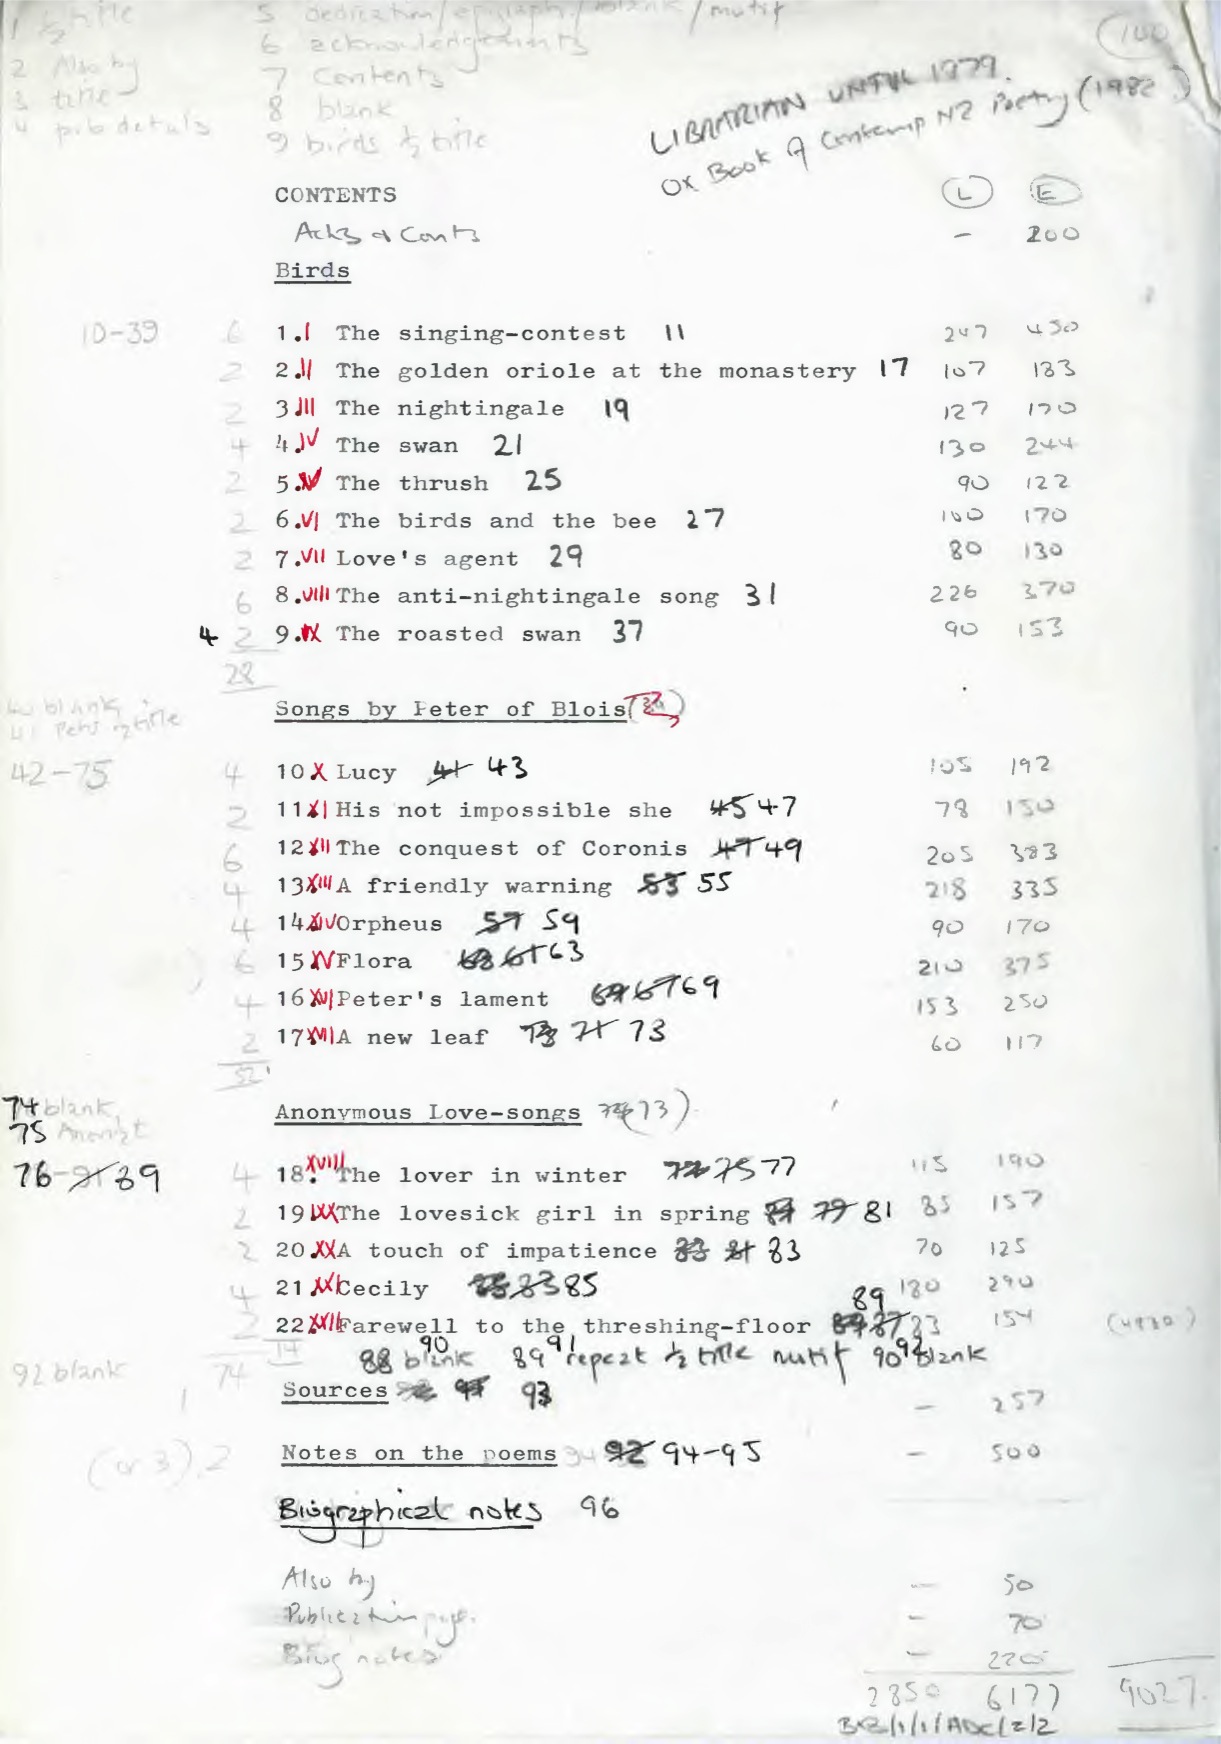 1 ½ title 5 dedication/epigraph/blank/mutif
6 acknowledgements
2 Also by 7 Contents
3 title 8 blank
4 pub details 9 birds ½ title
(100)
LIBRARIAN UNTIL 1979.
Ox Book of Contemp NZ Poetry (1982)
CONTENTS L E
Acks & Conts – 200
Birds
10-39 6 1. I The singing-contest 11 247 450
2 2. II The golden oriole at the monastery 17 107 183
2 3. III The nightingale 19 127 170
4 4. IV The swan 21 130 244
2 5. V The thrush 25 90 122
2 6. VI The birds and the bee 27 100 170
2 7. VII Love's agent 29 80 130
6 8. VIII The anti-nightingale song 31 226 370
4 2 9. IX The roasted swan 37 90 153
28
40 blank
41 Peter ½ title
Songs by Peter of Blois
42-75 4 10 X Lucy 41 43 105 192
2 11 XI His not impossible she 45 47 78 150
6 12 XII The conquest of Coronis 47 49 205 383
4 13 XIII A friendly warning 53 55 218 335
4 14 XIV Orpheus 57 59 90 170
6 15 XV Flora 61 63 210 375
4 16 XVI Peter's lament 67 69 153 250
2 17 XVII A new leaf 73 71 73 60 117
32
74 blank
75 Anon ½ t
Anonymous Love-songs (73)
76-91 89 4 18. XVIII The lover in winter 75 77 115 190
2 19 XIX The lovesick girl in spring 79 81 85 157
2 20. XX A touch of impatience 83 81 83 70 125
4 21. XXI Cecily 85 83 85 180 290
89
2 22. XXII Farewell to the threshing-floor 87 83 154 (4830)
14 88 90 blank 89 91 repeat ½ title mutif 90 92 blank
92 blank 74
1 Sources 93 – 257
(or 3) 2 Notes on the poems 94 92 94-95 – 500
Biographical notes 96
Also by – 50
Publication page. – 70
Biog notes – 220
2850 6177 9027.
BXB/1/1/ADC/2/2